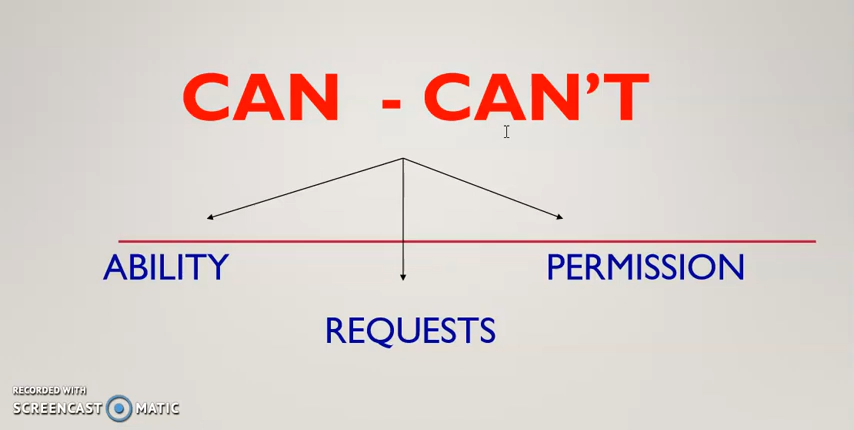 CAN - CAN’T
ABILITY
PERMISSION
REQUESTS
RECORDED WITH
SCREENCAST MATIC